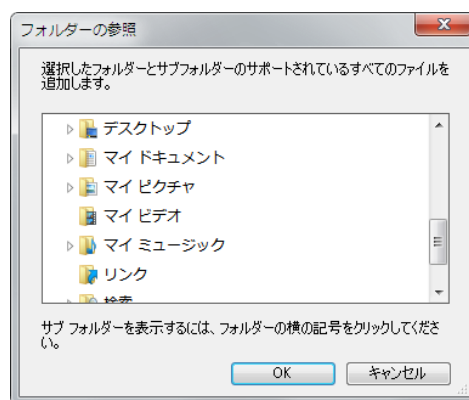 フォルダーの参照
選択したフォルダーとサブフォルダーのサポートされているすべてのファイルを
追加します。
デスクトップ
マイ ドキュメント
マイ ピクチャ
マイ ビデオ
マイ ミュージック
リンク
検索
サブ フォルダーを表示するには、フォルダーの横の記号をクリックしてくださ
い。
OK
キャンセル